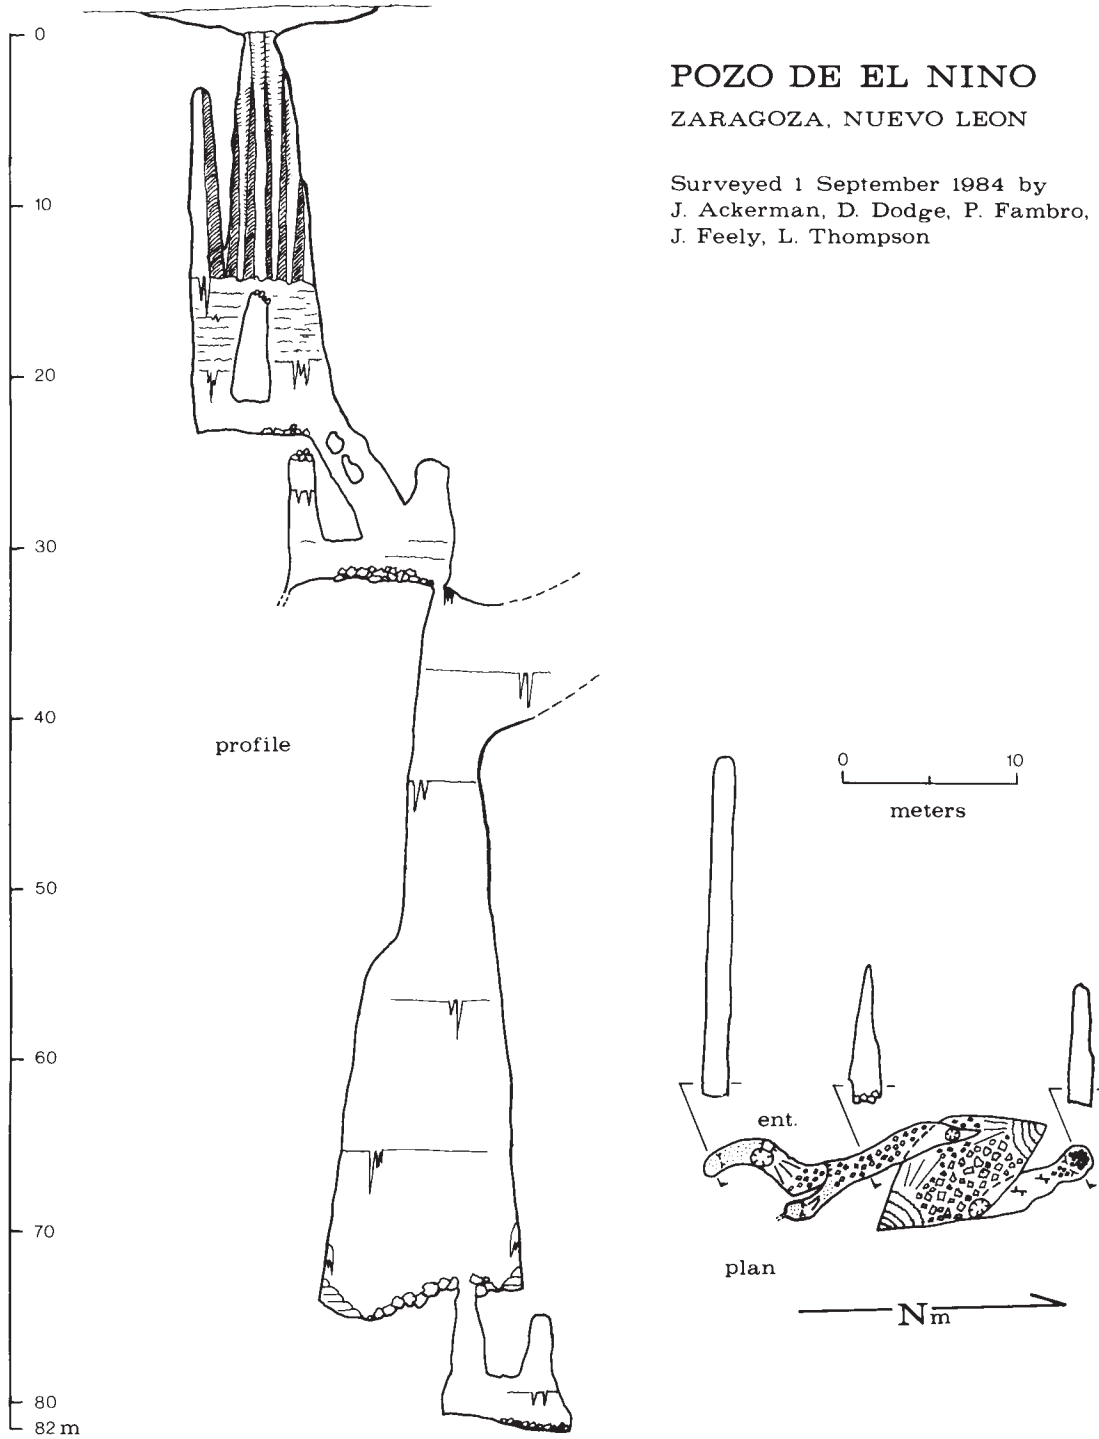 POZO DE EL NINO
ZARAGOZA, NUEVO LEON
Surveyed 1 September 1984 by
J. Ackerman, D. Dodge, P. Fambro,
J. Feely, L. Thompson
0
10
20
30
40
50
60
70
80
82 m
profile
0 10
meters
ent.
plan
Nm